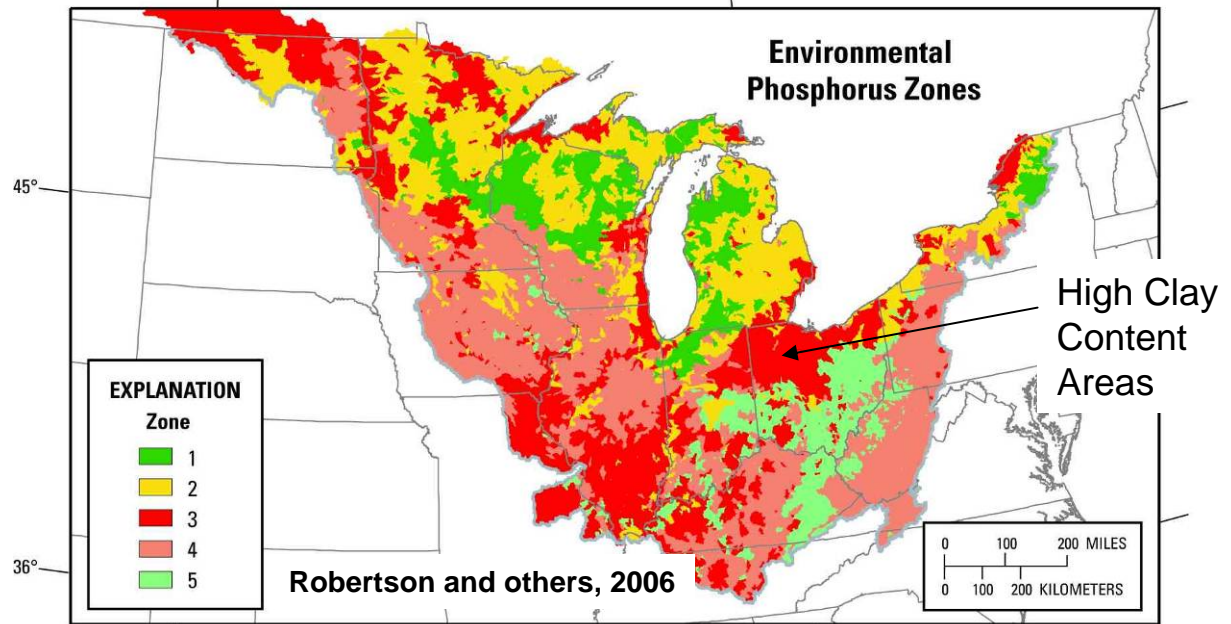 Environmental
Phosphorus Zones
45°
High Clay
Content
Areas
EXPLANATION
Zone
1
2
3
4
5
0 100 200 MILES
0 100 200 KILOMETERS
36°
Robertson and others, 2006